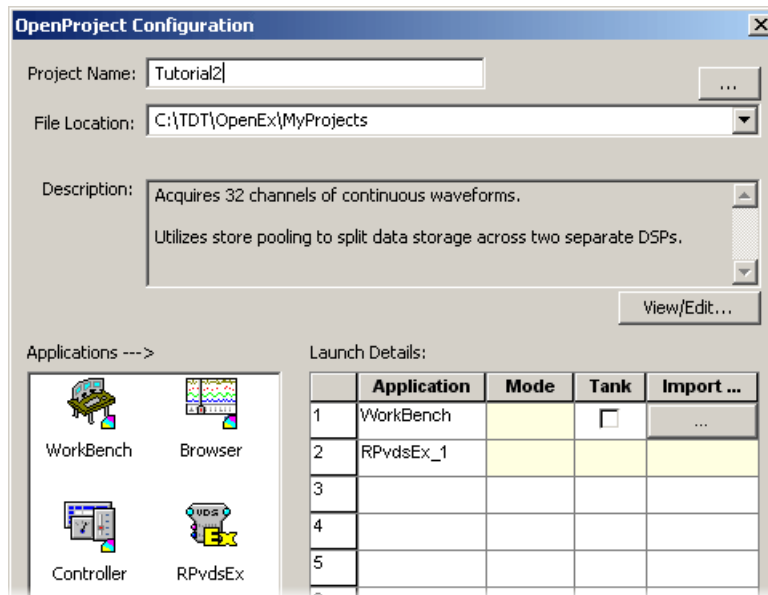 OpenProject Configuration
Project Name: Tutorial2
...
File Location: C:\TDT\OpenEx\MyProjects
Description: Acquires 32 channels of continuous waveforms.
Utilizes store pooling to split data storage across two separate DSPs.
View/Edit...
Applications --->
Launch Details:
WorkBench
Browser
Controller
VDS
Ex
RPvdsEx
Application Mode Tank Import ...
1 WorkBench ...
2 RPvdsEx_1
3
4
5